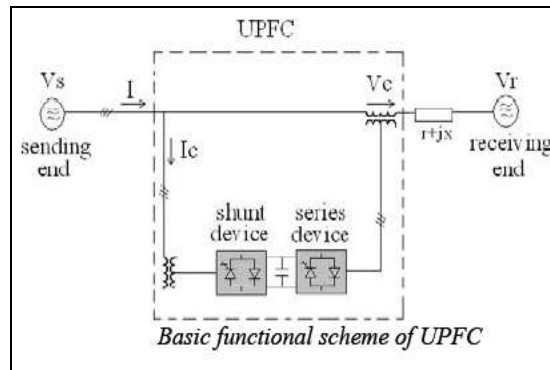 UPFC
Vs
I
Vc
Vr
sending
end
Ic
r+jx
receiving
end
shunt
device
series
device
Basic functional scheme of UPFC